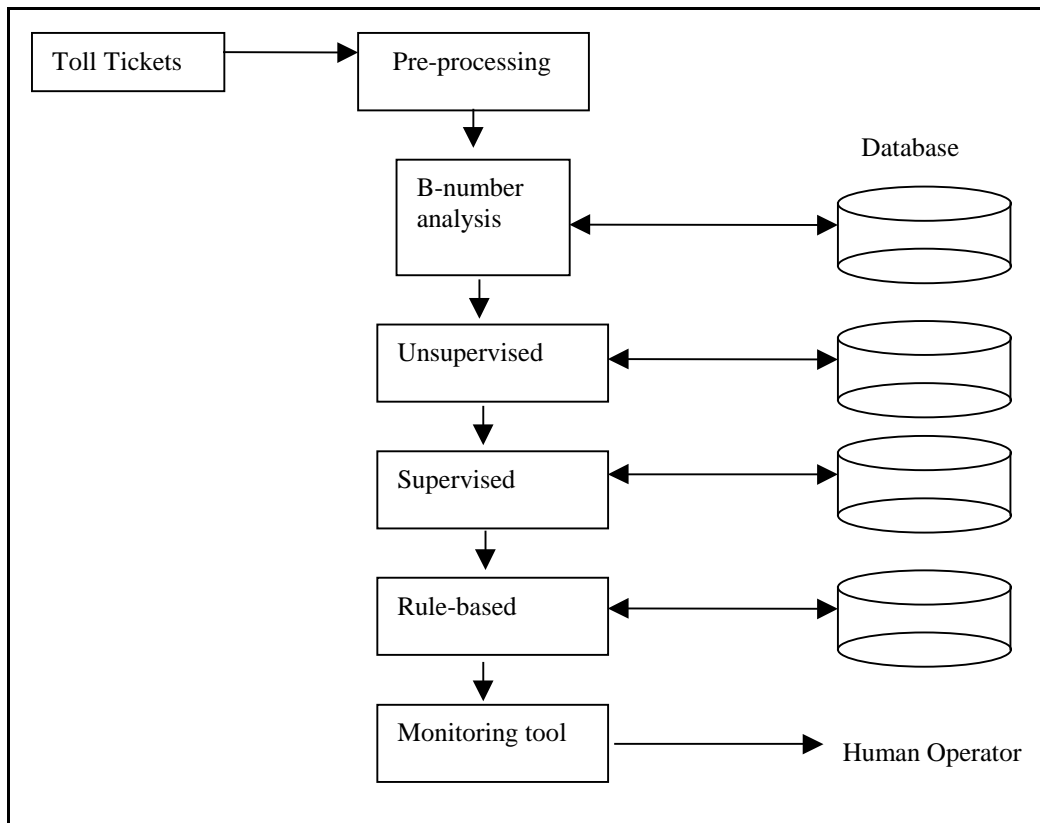 Toll Tickets
Pre-processing
Database
B-number
analysis
Unsupervised
Supervised
Rule-based
Monitoring tool
Human Operator